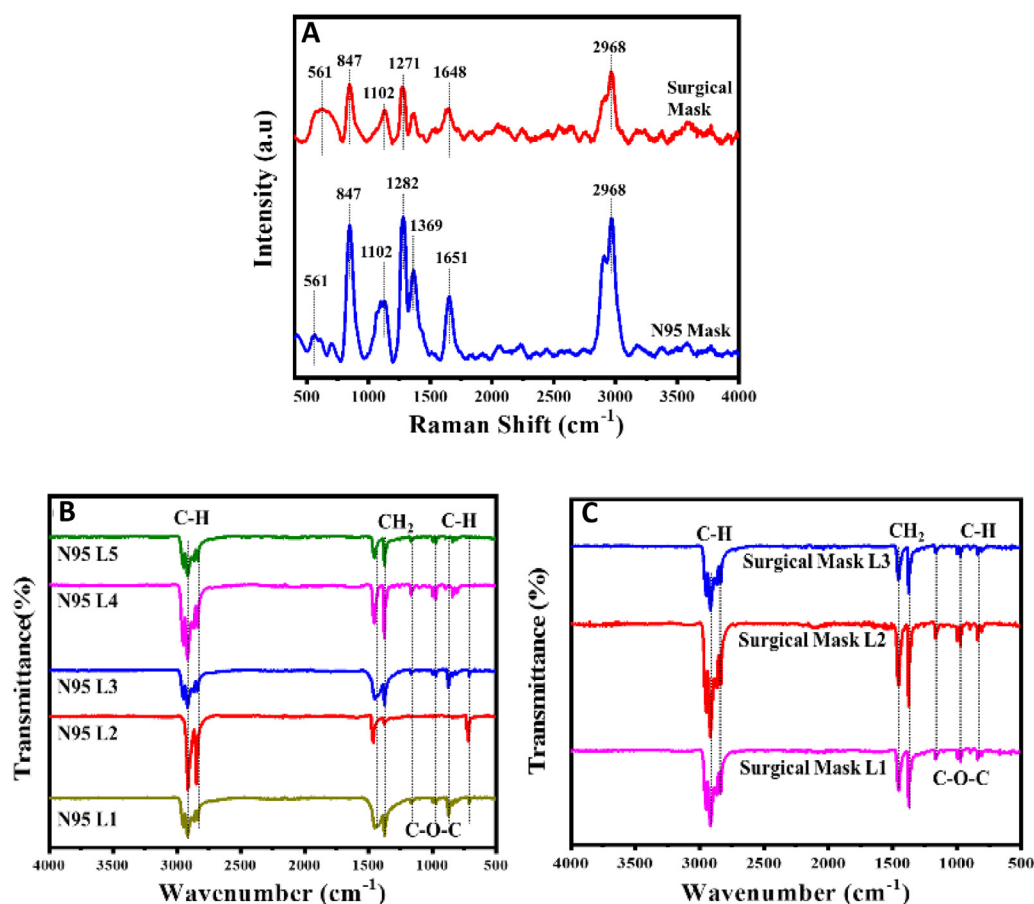 A
561
847
1102
1271
1648
2968
Surgical
Mask
561
847
1102
1282
1369
1651
2968
N95 Mask
Intensity (a.u)
500 1000 1500 2000 2500 3000 3500 4000
Raman Shift (cm-1)
B
C-H
CH2
C-H
N95 L5
N95 L4
N95 L3
N95 L2
N95 L1
C-O-C
Transmittance(%)
4000 3500 3000 2500 2000 1500 1000 500
Wavenumber (cm-1)
C
C-H
CH2
C-H
Surgical Mask L3
Surgical Mask L2
Surgical Mask L1
C-O-C
Transmittance (%)
4000 3500 3000 2500 2000 1500 1000 500
Wavenumber (cm-1)